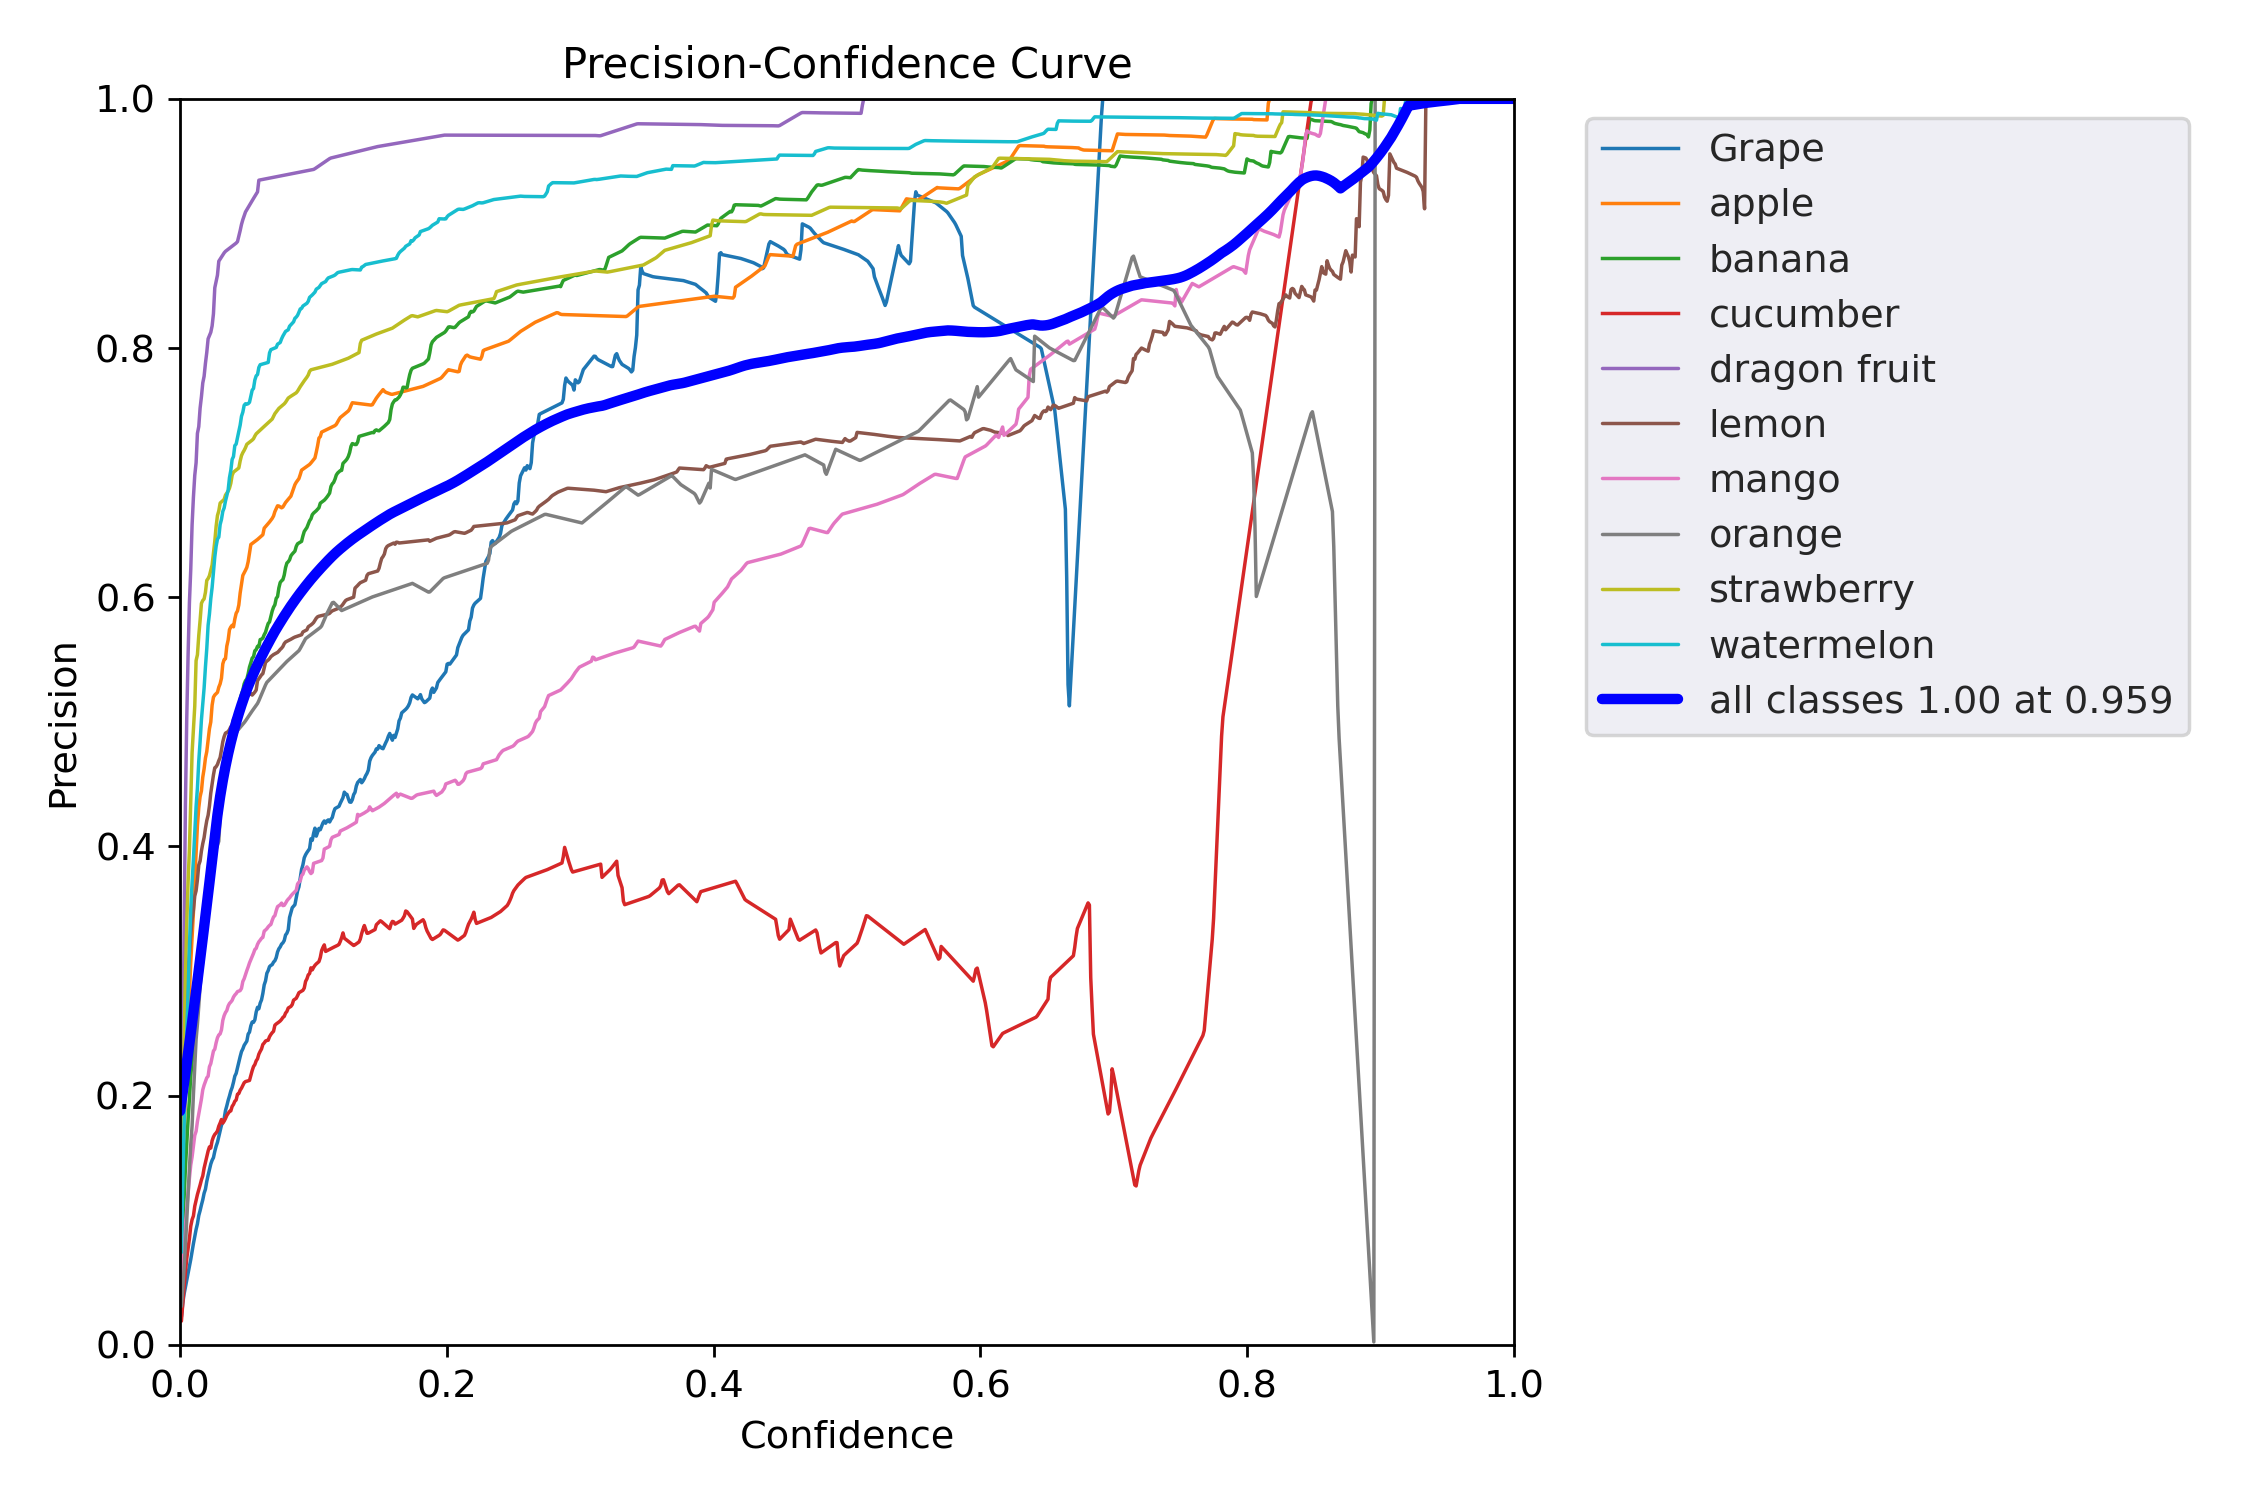 Precision-Confidence Curve
1.0
0.8
0.6
0.4
0.2
0.0
Precision
0.0 0.2 0.4 0.6 0.8 1.0
Confidence
Grape
apple
banana
cucumber
dragon fruit
lemon
mango
orange
strawberry
watermelon
all classes 1.00 at 0.959